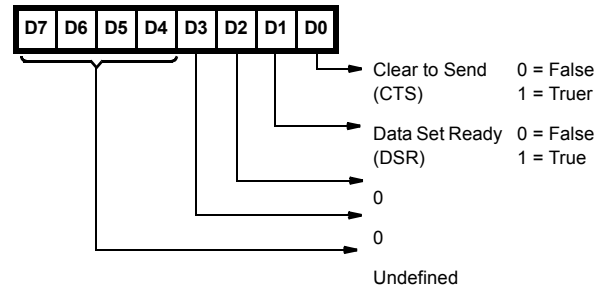 D7 D6 D5 D4 D3 D2 D1 D0
Clear to Send 0 = False
(CTS) 1 = Truer
Data Set Ready 0 = False
(DSR) 1 = True
0
0
Undefined